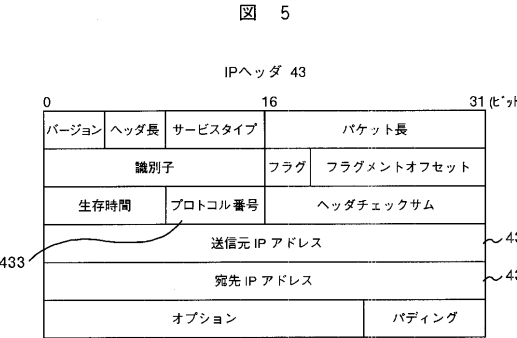 図 5
IPヘッダ 43
0 16 31 (ビット
バージョン ヘッダ長 サービスタイプ パケット長
識別子 フラグ フラグメントオフセット
生存時間 プロトコル番号 ヘッダチェックサム
送信元 IP アドレス 43
433
宛先 IP アドレス 43
オプション パディング